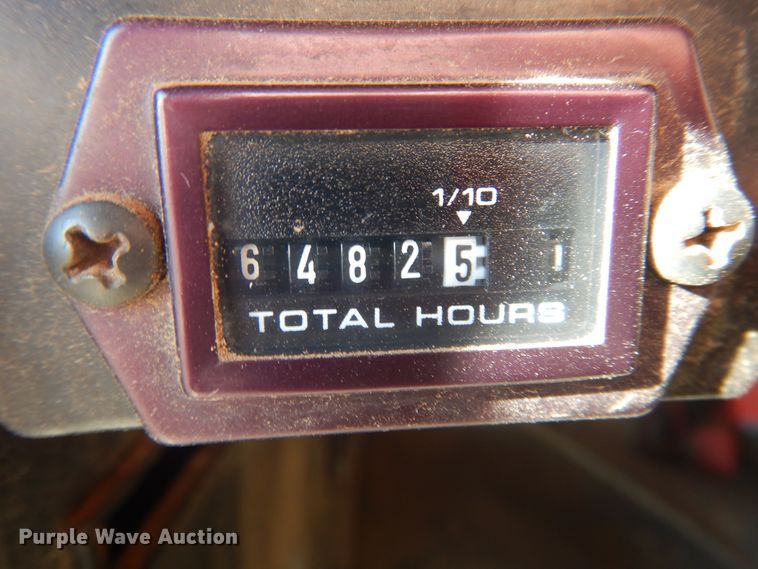 1/10
6 4 8 2 5
TOTAL HOURS
Purple Wave Auction